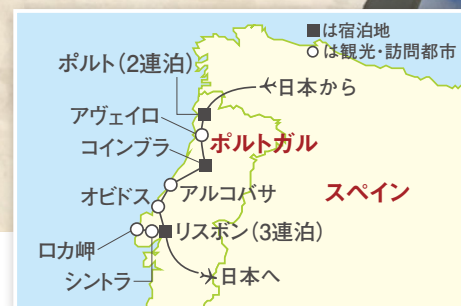 ■は宿泊地
○は観光・訪問都市
ポルト（2連泊）
日本から
アヴェイロ
ポルトガル
コインブラ
アルコバサ
スペイン
オビドス
リスボン（3連泊）
ロカ岬
シントラ
日本へ